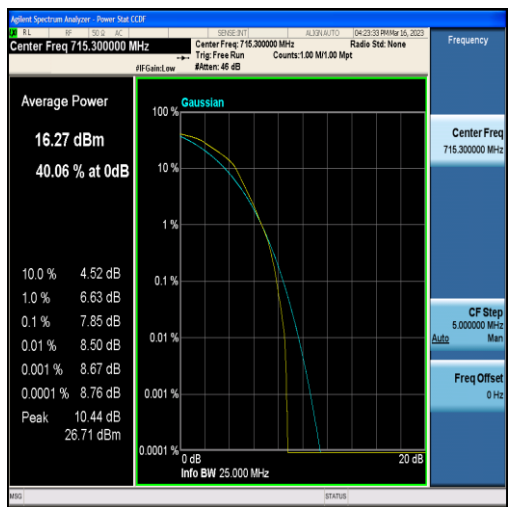 Agilent Spectrum Analyzer - Power Stat CCDF
RL RF 50 Ω AC SENSE:INT ALIGN AUTO 04:23:33 PM Mar 16, 2023
Center Freq 715.300000 MHz
Center Freq: 715.300000 MHz Radio Std: None
Trig: Free Run Counts:1.00 M/1.00 Mpt
#IFGain:Low #Atten: 46 dB
Frequency
Average Power
16.27 dBm
40.06 % at 0dB
10.0 % 4.52 dB
1.0 % 6.63 dB
0.1 % 7.85 dB
0.01 % 8.50 dB
0.001 % 8.67 dB
0.0001 % 8.76 dB
Peak 10.44 dB
26.71 dBm
Gaussian
100 %
10 %
1 %
0.1 %
0.01 %
0.001 %
0.0001 %
0 dB 20 dB
Info BW 25.000 MHz
Center Freq
715.300000 MHz
CF Step
5.000000 MHz
Auto Man
Freq Offset
0 Hz
MSG STATUS